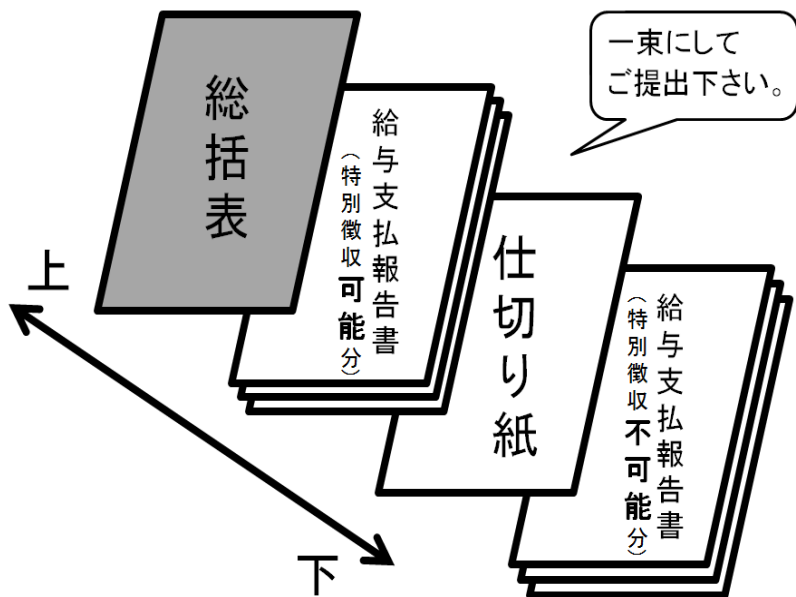 総括表
給与支払報告書
(特別徴収可能分)
一束にして
ご提出下さい。
仕切り紙
給与支払報告書
(特別徴収不可能分)
上
下